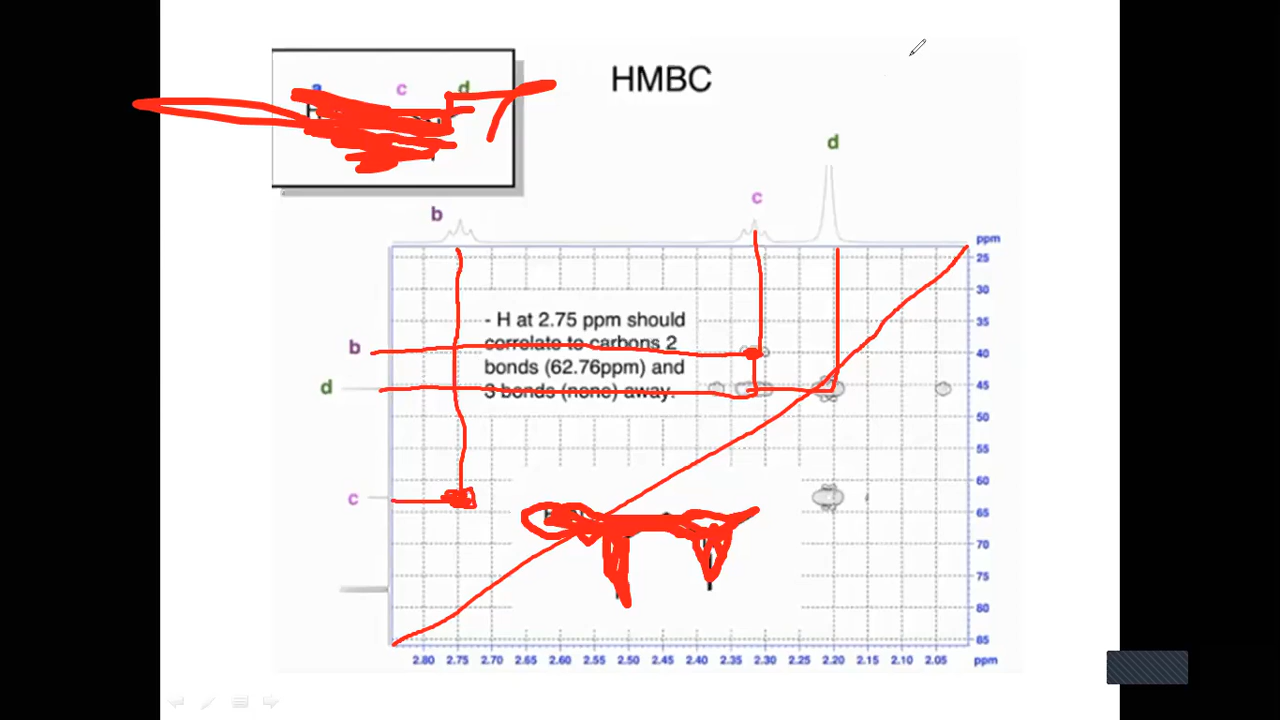 HMBC
a c d
d
c
b
ppm
25
- H at 2.75 ppm should
30
35
correlate to carbons 2
b
40
bonds (62.76ppm) and
d
45
3 bonds (none) away.
50
55
60
c
65
70
75
80
85
2.80 2.75 2.70 2.65 2.60 2.55 2.50 2.45 2.40 2.35 2.30 2.25 2.20 2.15 2.10 2.05 ppm